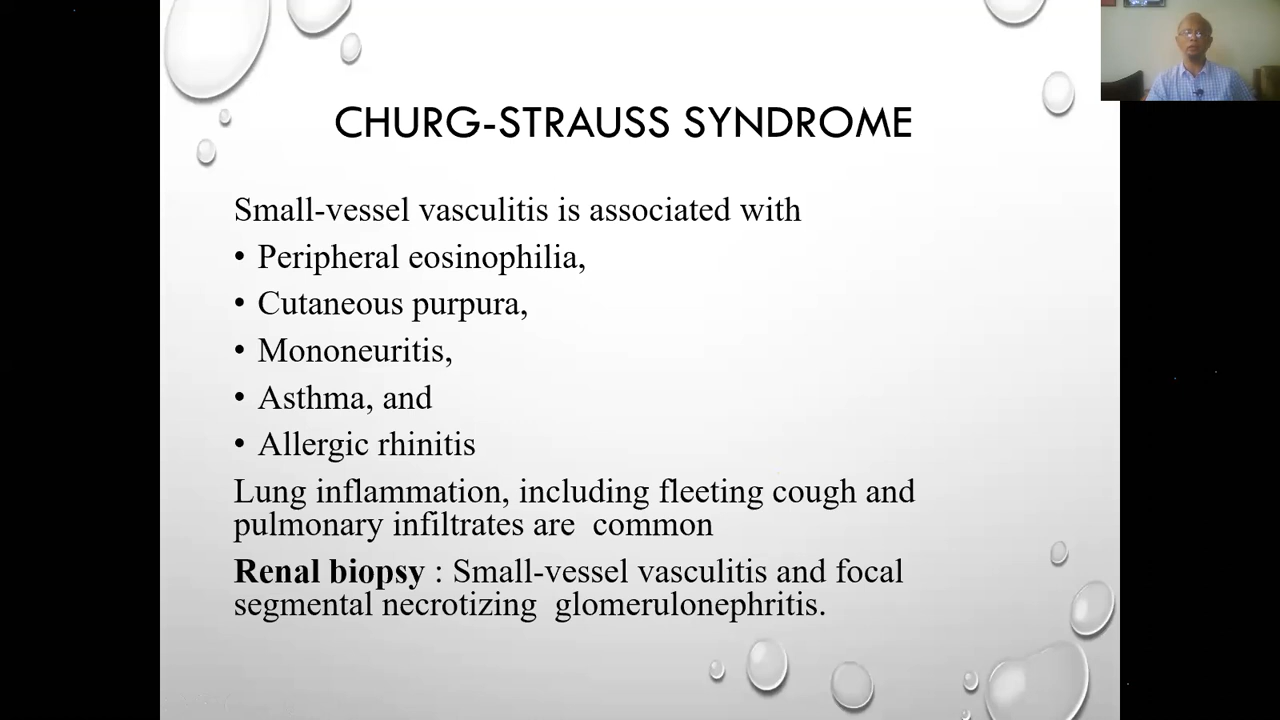 CHURG-STRAUSS SYNDROME
Small-vessel vasculitis is associated with
• Peripheral eosinophilia,
• Cutaneous purpura,
• Mononeuritis,
• Asthma, and
• Allergic rhinitis
Lung inflammation, including fleeting cough and
pulmonary infiltrates are  common
Renal biopsy : Small-vessel vasculitis and focal
segmental necrotizing  glomerulonephritis.